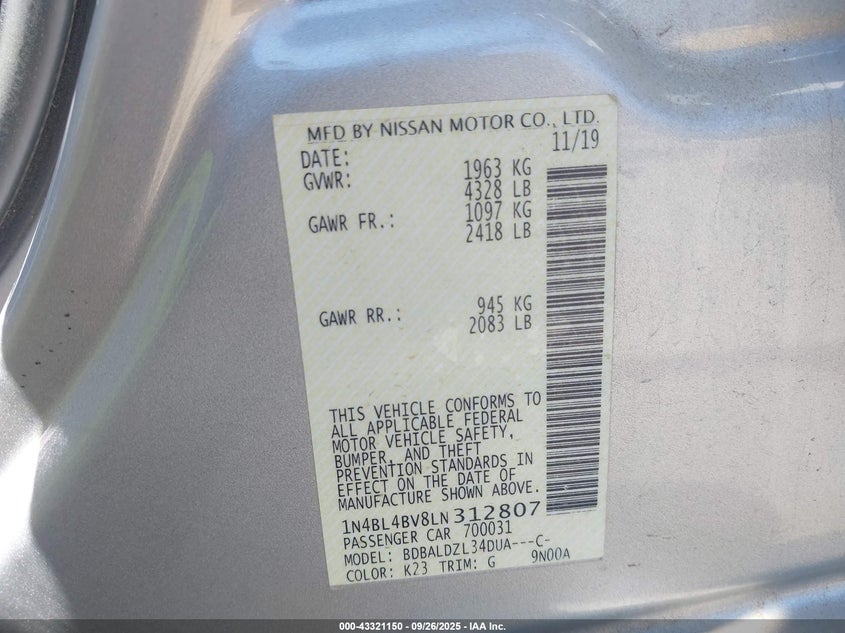 MFD BY NISSAN MOTOR CO., LTD.
DATE: 11/19
GVWR: 1963 KG
4328 LB
GAWR FR.: 1097 KG
2418 LB
GAWR RR.: 945 KG
2083 LB
THIS VEHICLE CONFORMS TO
ALL APPLICABLE FEDERAL
MOTOR VEHICLE SAFETY,
BUMPER, AND THEFT
PREVENTION STANDARDS IN
EFFECT ON THE DATE OF
MANUFACTURE SHOWN ABOVE.
1N4BL4BV8LN312807
PASSENGER CAR 700031
MODEL: BDBALDZL34DUA---C-
COLOR: K23 TRIM: G 9N00A
000-43321150 - 09/26/2025 - IAA Inc.